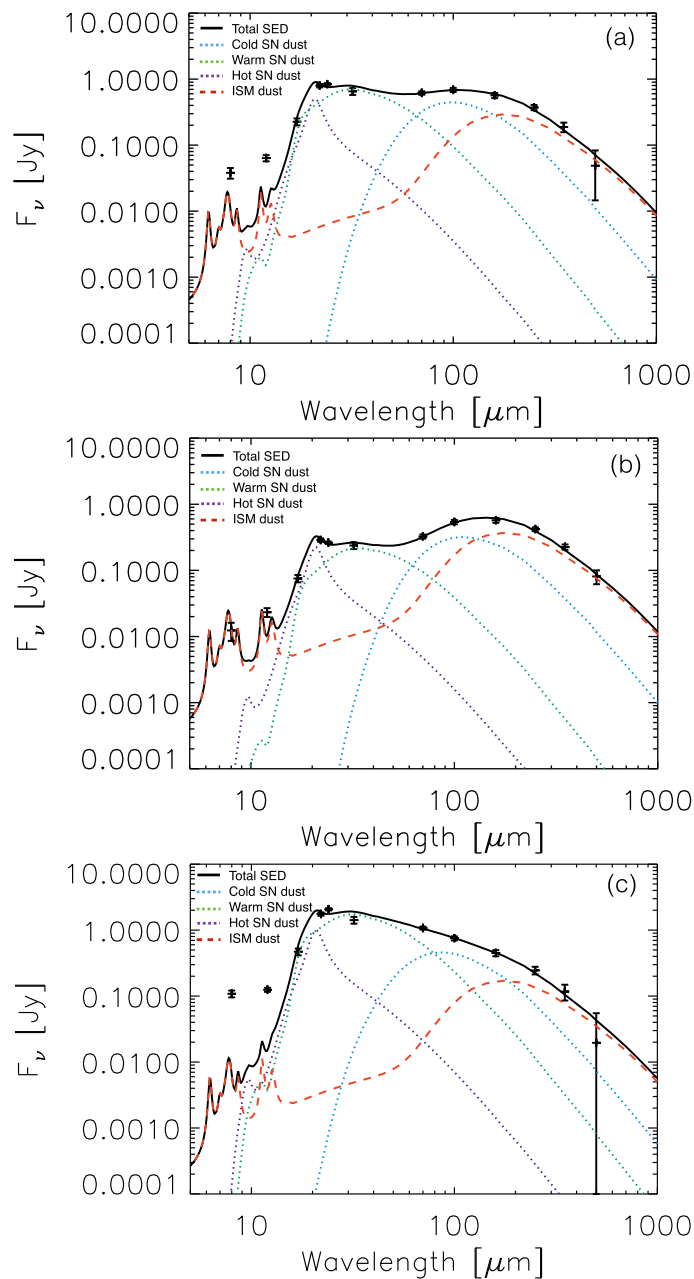 10.0000
Total SED
(a)
Cold SN dust
Warm SN dust
1.0000
Hot SN dust
ISM dust
0.1000
0.0100
0.0010
0.0001
Fν [Jy]
10
100
1000
Wavelength [μm]
10.0000
Total SED
(b)
Cold SN dust
Warm SN dust
1.0000
Hot SN dust
ISM dust
0.1000
0.0100
0.0010
0.0001
Fν [Jy]
10
100
1000
Wavelength [μm]
10.0000
Total SED
(c)
Cold SN dust
Warm SN dust
1.0000
Hot SN dust
ISM dust
0.1000
0.0100
0.0010
0.0001
Fν [Jy]
10
100
1000
Wavelength [μm]